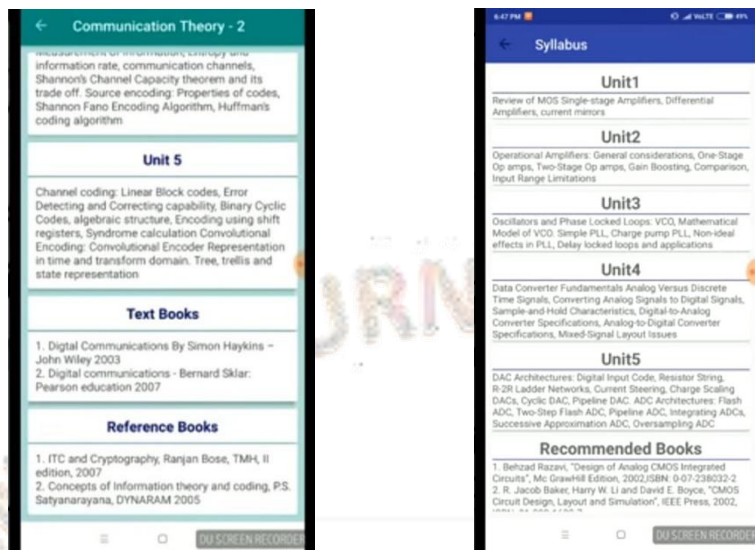 Communication Theory - 2
information rate, communication channels,
Shannon's Channel Capacity theorem and its
trade off. Source encoding: Properties of codes,
Shannon Fano Encoding Algorithm, Huffman's
coding algorithm
Unit 5
Channel coding: Linear Block codes, Error
Detecting and Correcting capability, Binary Cyclic
Codes, algebraic structure, Encoding using shift
registers, Syndrome calculation Convolutional
Encoding: Convolutional Encoder Representation
in time and transform domain. Tree, trellis and
state representation
Text Books
1. Digtal Communications By Simon Haykins –
John Wiley 2003
2. Digital communications - Bernard Sklar:
Pearson education 2007
Reference Books
1. ITC and Cryptography, Ranjan Bose, TMH, II
edition, 2007
2. Concepts of Information theory and coding, P.S.
Satyanarayana, DYNARAM 2005
DU SCREEN RECORDER
6:47 PM
VoLTE 49%
Syllabus
Unit1
Review of MOS Single-stage Amplifiers, Differential
Amplifiers, current mirrors
Unit2
Operational Amplifiers: General considerations, One-Stage
Op amps, Two-Stage Op amps, Gain Boosting, Comparison,
Input Range Limitations
Unit3
Oscillators and Phase Locked Loops: VCO, Mathematical
Model of VCO. Simple PLL, Charge pump PLL, Non-ideal
effects in PLL, Delay locked loops and applications
Unit4
Data Converter Fundamentals Analog Versus Discrete
Time Signals, Converting Analog Signals to Digital Signals,
Sample-and-Hold Characteristics, Digital-to-Analog
Converter Specifications, Analog-to-Digital Converter
Specifications, Mixed-Signal Layout Issues
Unit5
DAC Architectures: Digital Input Code, Resistor String,
R-2R Ladder Networks, Current Steering, Charge Scaling
DACs, Cyclic DAC, Pipeline DAC. ADC Architectures: Flash
ADC, Two-Step Flash ADC, Pipeline ADC, Integrating ADCs,
Successive Approximation ADC, Oversampling ADC
Recommended Books
1. Behzad Razavi, "Design of Analog CMOS Integrated
Circuits", Mc GrawHill Edition, 2002,ISBN: 0-07-238032-2
2. R. Jacob Baker, Harry W. Li and David E. Boyce, "CMOS
Circuit Design, Layout and Simulation", IEEE Press, 2002,
DU SCREEN RECORDER